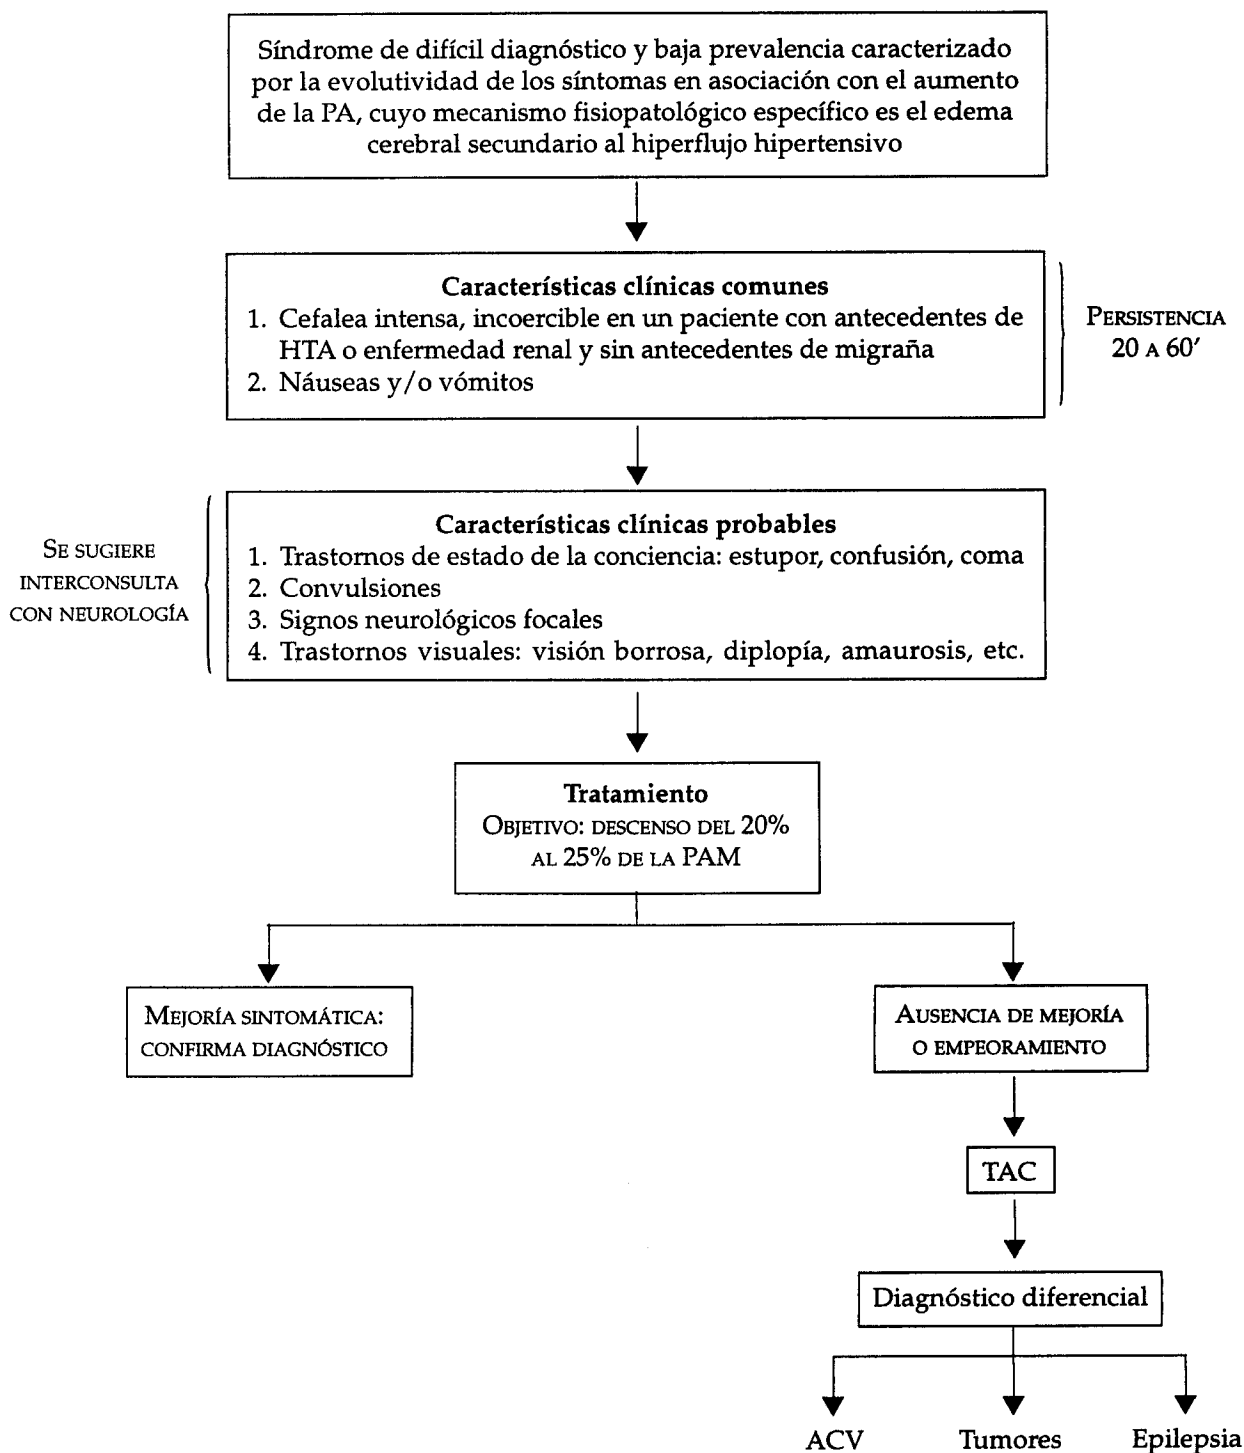 Síndrome de difícil diagnóstico y baja prevalencia caracterizado
por la evolutividad de los síntomas en asociación con el aumento
de la PA, cuyo mecanismo fisiopatológico específico es el edema
cerebral secundario al hiperflujo hipertensivo
Características clínicas comunes
1. Cefalea intensa, incoercible en un paciente con antecedentes de
HTA o enfermedad renal y sin antecedentes de migraña
2. Náuseas y/o vómitos
PERSISTENCIA
20 A 60′
SE SUGIERE
INTERCONSULTA
CON NEUROLOGÍA
Características clínicas probables
1. Trastornos de estado de la conciencia: estupor, confusión, coma
2. Convulsiones
3. Signos neurológicos focales
4. Trastornos visuales: visión borrosa, diplopía, amaurosis, etc.
Tratamiento
OBJETIVO: DESCENSO DEL 20%
AL 25% DE LA PAM
MEJORÍA SINTOMÁTICA:
CONFIRMA DIAGNÓSTICO
AUSENCIA DE MEJORÍA
O EMPEORAMIENTO
TAC
Diagnóstico diferencial
ACV
Tumores
Epilepsia